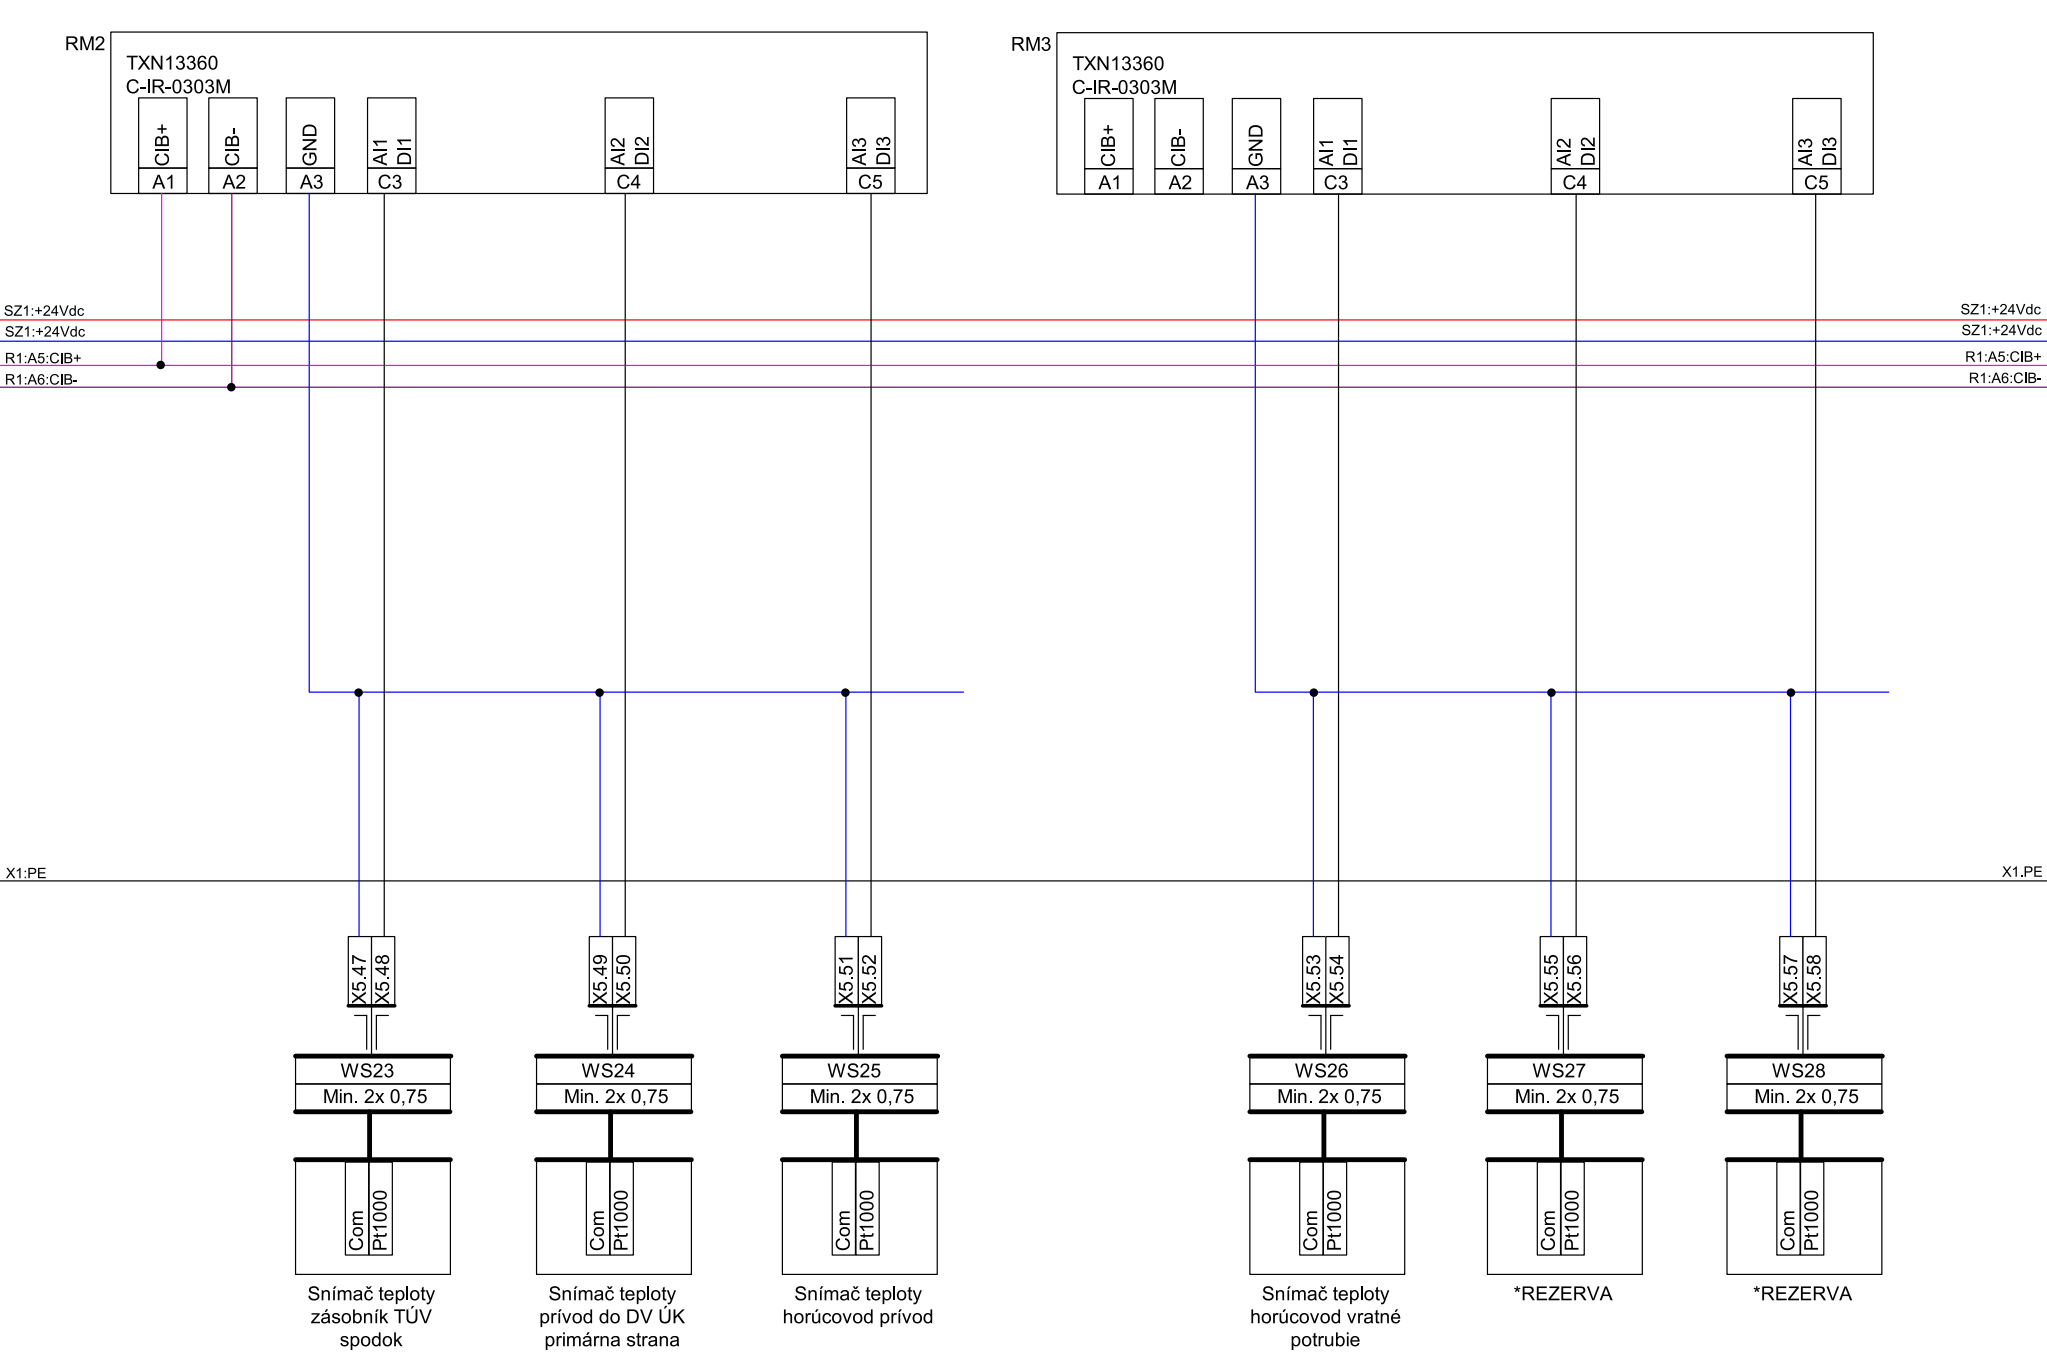 RM2
TXN13360
C-IR-0303M
CIB+
CIB-
GND
AI1
DI1
AI2
DI2
AI3
DI3
A1
A2
A3
C3
C4
C5
RM3
TXN13360
C-IR-0303M
CIB+
CIB-
GND
AI1
DI1
AI2
DI2
AI3
DI3
A1
A2
A3
C3
C4
C5
SZ1:+24Vdc
SZ1:+24Vdc
SZ1:+24Vdc
SZ1:+24Vdc
R1:A5:CIB+
R1:A5:CIB+
R1:A6:CIB-
R1:A6:CIB-
X1:PE
X1.PE
X5.47
X5.48
X5.49
X5.50
X5.51
X5.52
X5.53
X5.54
X5.55
X5.56
X5.57
X5.58
WS23
Min. 2x 0,75
WS24
Min. 2x 0,75
WS25
Min. 2x 0,75
WS26
Min. 2x 0,75
WS27
Min. 2x 0,75
WS28
Min. 2x 0,75
Com
Pt1000
Com
Pt1000
Com
Pt1000
Com
Pt1000
Com
Pt1000
Com
Pt1000
Snímač teploty
zásobník TÚV
spodok
Snímač teploty
prívod do DV ÚK
primárna strana
Snímač teploty
horúcovod prívod
Snímač teploty
horúcovod vratné
potrubie
*REZERVA
*REZERVA